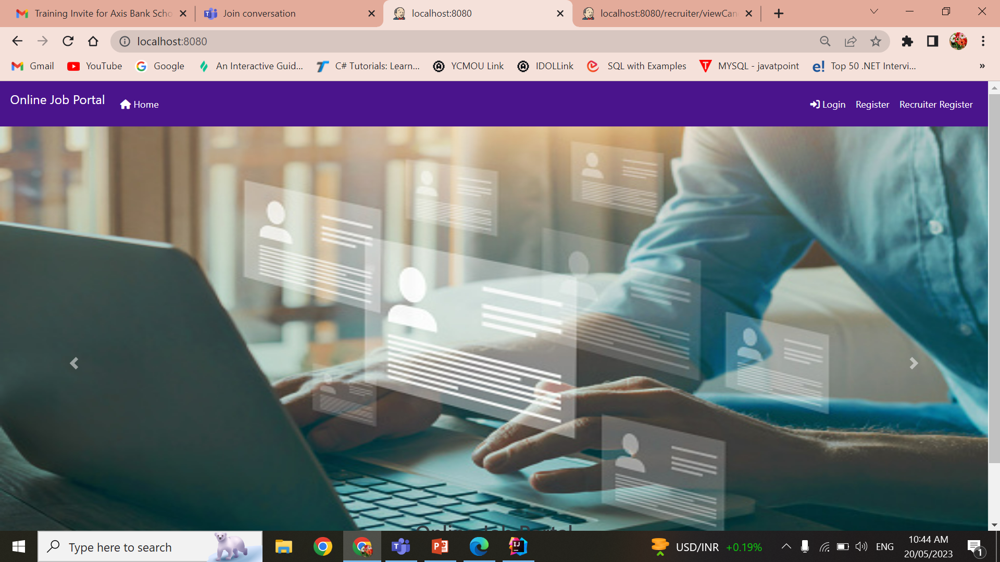 Training Invite for Axis Bank Scho
Join conversation
localhost:8080
localhost:8080/recruiter/viewCan
localhost:8080
Gmail
YouTube
Google
An Interactive Guid...
C# Tutorials: Learn...
YCMOU Link
IDOLLink
SQL with Examples
MYSQL - javatpoint
Top 50 .NET Intervi...
»
Online Job Portal
Home
Login
Register
Recruiter Register
Online Job Portal
Type here to search
USD/INR +0.19%
ENG
10:44 AM
20/05/2023
1